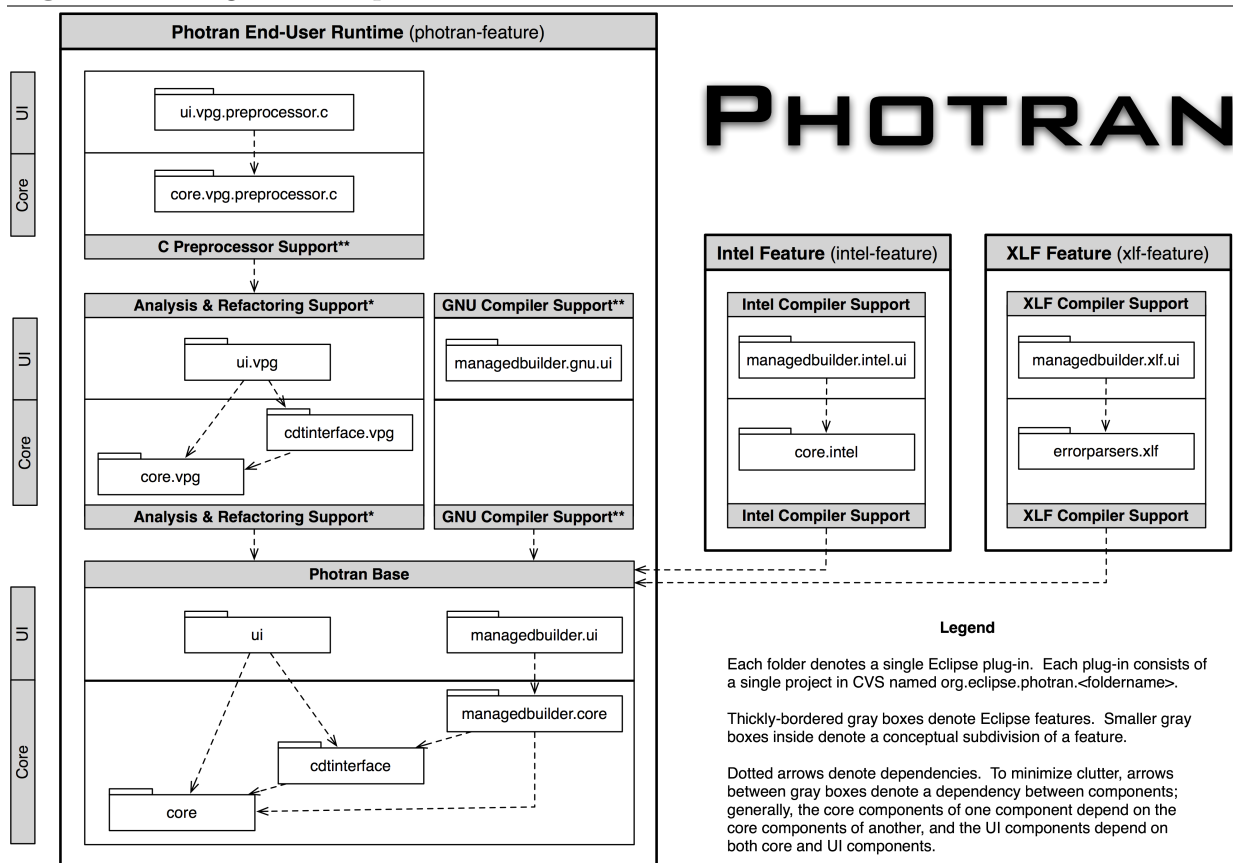 Photran End-User Runtime (photran-feature)
PHOTRAN
UI
ui.vpg.preprocessor.c
Core
core.vpg.preprocessor.c
C Preprocessor Support**
Intel Feature (intel-feature)
XLF Feature (xlf-feature)
Analysis & Refactoring Support*
GNU Compiler Support**
Intel Compiler Support
XLF Compiler Support
UI
ui.vpg
managedbuilder.gnu.ui
managedbuilder.intel.ui
managedbuilder.xlf.ui
Core
cdtinterface.vpg
core.vpg
core.intel
errorparsers.xlf
Analysis & Refactoring Support*
GNU Compiler Support**
Intel Compiler Support
XLF Compiler Support
Photran Base
UI
ui
managedbuilder.ui
Core
managedbuilder.core
cdtinterface
core
Legend
Each folder denotes a single Eclipse plug-in. Each plug-in consists of
a single project in CVS named org.eclipse.photran.<foldername>.
Thickly-bordered gray boxes denote Eclipse features. Smaller gray
boxes inside denote a conceptual subdivision of a feature.
Dotted arrows denote dependencies. To minimize clutter, arrows
between gray boxes denote a dependency between components;
generally, the core components of one component depend on the
core components of another, and the UI components depend on
both core and UI components.